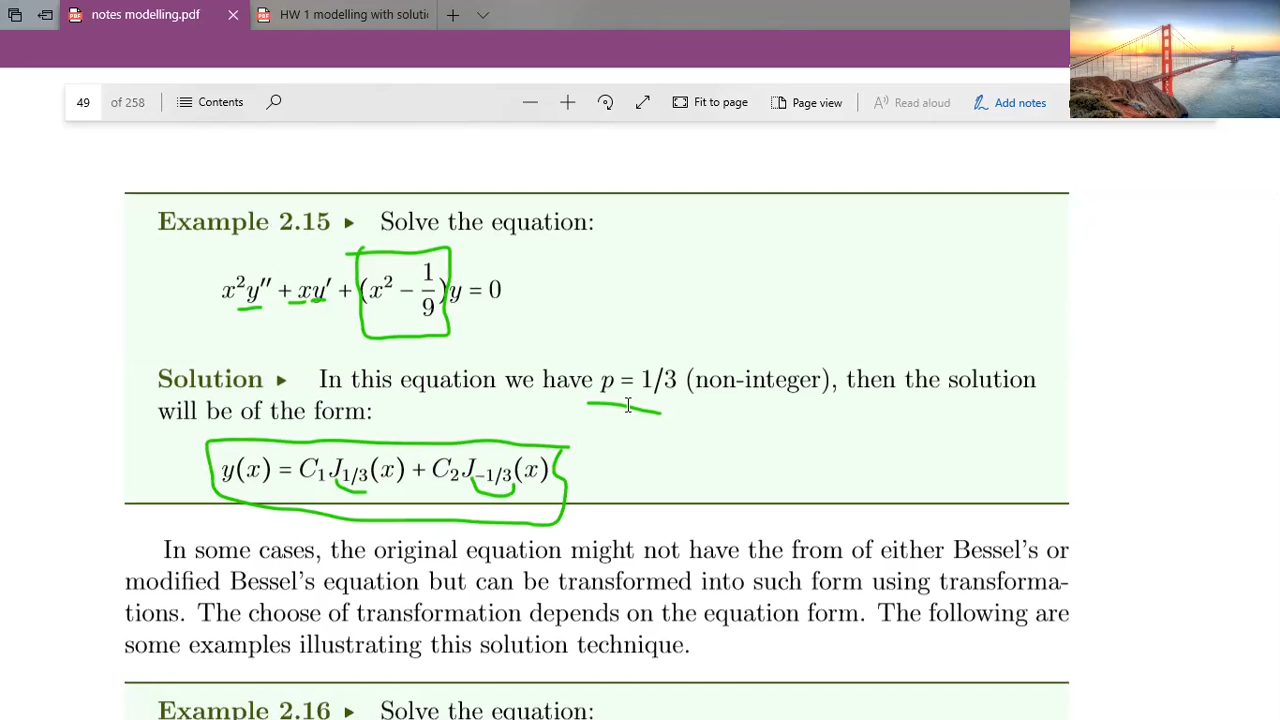 notes modelling.pdf
HW 1 modelling with soluti
49 of 258
Contents
Fit to page
Page view
Read aloud
Add notes
Example 2.15 ▸ Solve the equation:
x²y″ + xy′ + (x² − 1/9)y = 0
Solution ▸ In this equation we have p = 1/3 (non-integer), then the solution
will be of the form:
y(x) = C₁J₁/₃(x) + C₂J₋₁/₃(x)
In some cases, the original equation might not have the from of either Bessel's or
modified Bessel's equation but can be transformed into such form using transforma-
tions. The choose of transformation depends on the equation form. The following are
some examples illustrating this solution technique.
Example 2.16 ▸ Solve the equation: